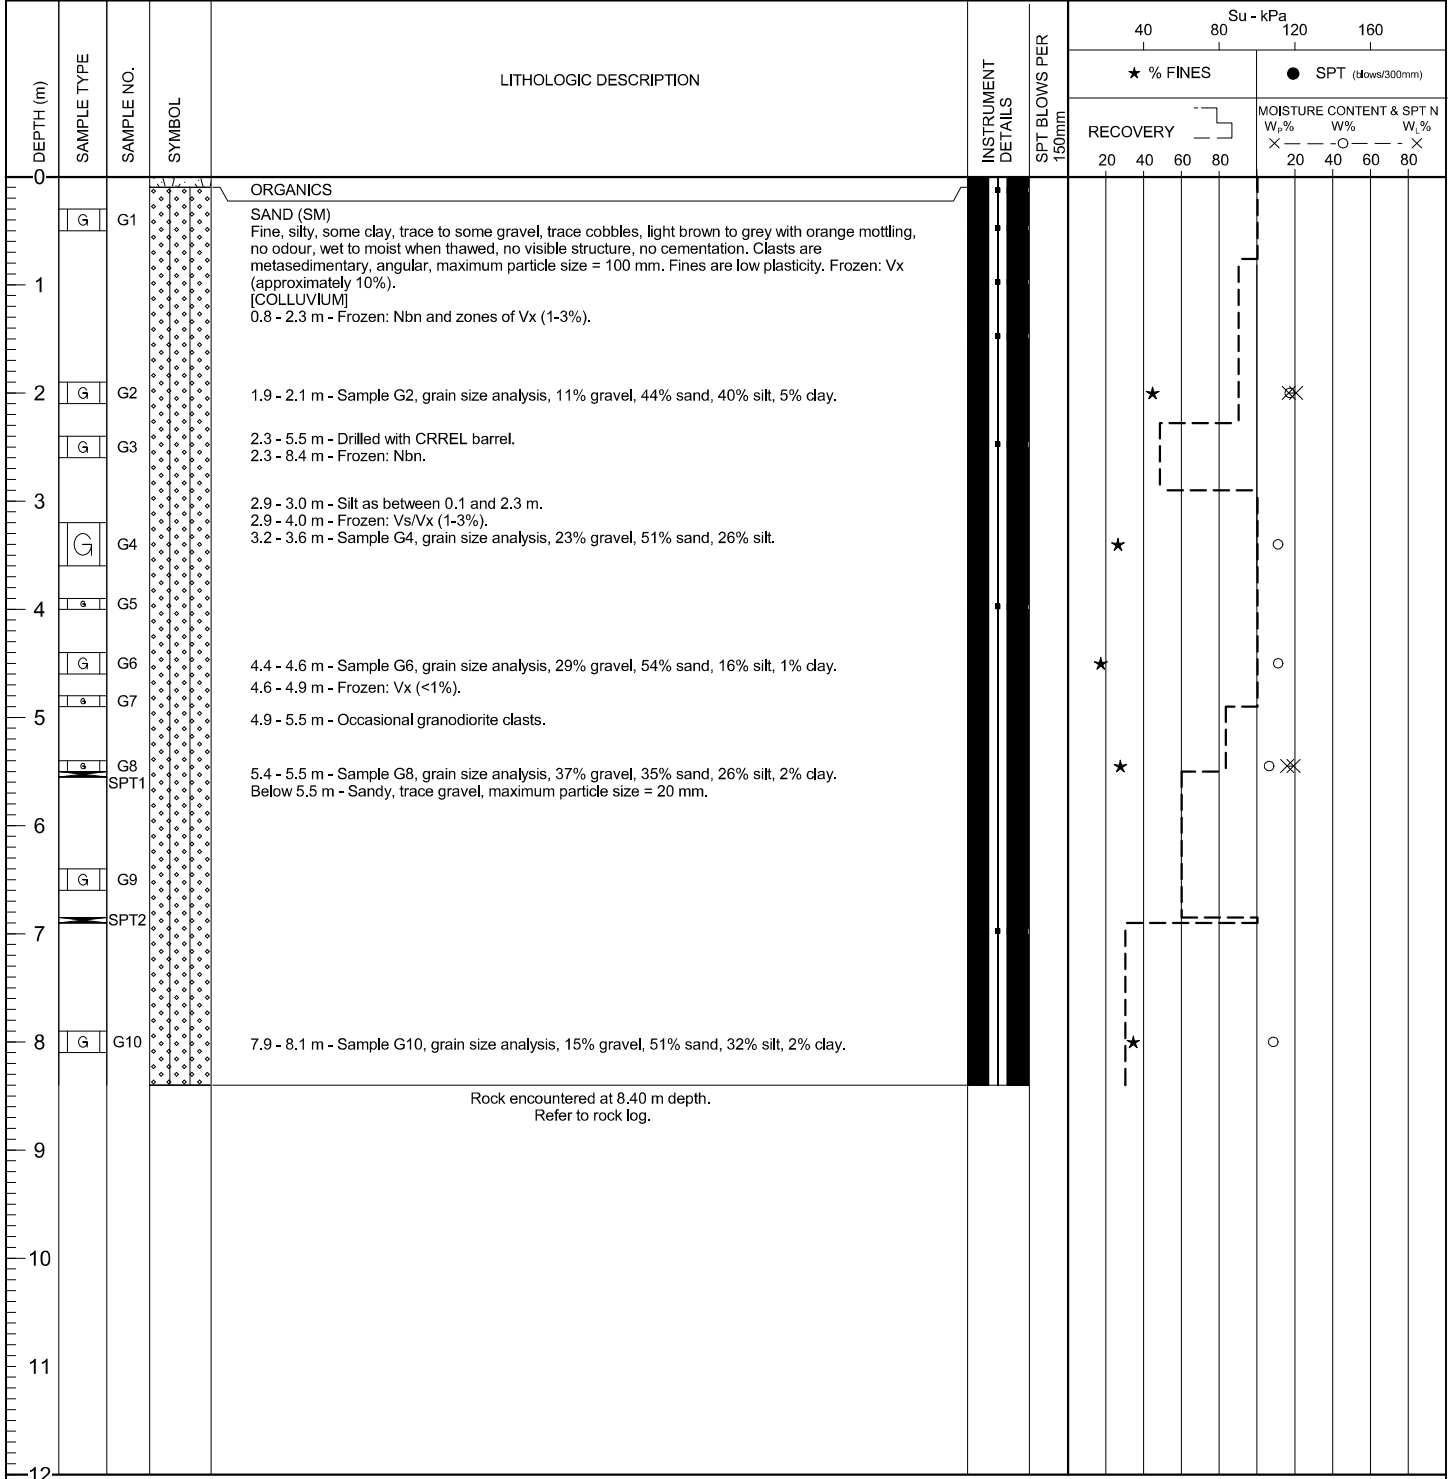 DEPTH (m)
SAMPLE TYPE
SAMPLE NO.
SYMBOL
LITHOLOGIC DESCRIPTION
INSTRUMENT
DETAILS
SPT BLOWS PER
150mm
Su - kPa
40 80 120 160
★ % FINES
● SPT (blows/300mm)
RECOVERY
MOISTURE CONTENT & SPT N
WP% W% WL%
20 40 60 80 20 40 60 80
0
ORGANICS
SAND (SM)
G G1
Fine, silty, some clay, trace to some gravel, trace cobbles, light brown to grey with orange mottling,
no odour, wet to moist when thawed, no visible structure, no cementation. Clasts are
metasedimentary, angular, maximum particle size = 100 mm. Fines are low plasticity. Frozen: Vx
1
(approximately 10%).
[COLLUVIUM]
0.8 - 2.3 m - Frozen: Nbn and zones of Vx (1-3%).
2 G G2 1.9 - 2.1 m - Sample G2, grain size analysis, 11% gravel, 44% sand, 40% silt, 5% clay.
2.3 - 5.5 m - Drilled with CRREL barrel.
G G3
2.3 - 8.4 m - Frozen: Nbn.
3
2.9 - 3.0 m - Silt as between 0.1 and 2.3 m.
2.9 - 4.0 m - Frozen: Vs/Vx (1-3%).
G G4 3.2 - 3.6 m - Sample G4, grain size analysis, 23% gravel, 51% sand, 26% silt.
G G5
4
G G6 4.4 - 4.6 m - Sample G6, grain size analysis, 29% gravel, 54% sand, 16% silt, 1% clay.
4.6 - 4.9 m - Frozen: Vx (<1%).
G G7
5 4.9 - 5.5 m - Occasional granodiorite clasts.
G G8
5.4 - 5.5 m - Sample G8, grain size analysis, 37% gravel, 35% sand, 26% silt, 2% clay.
SPT1
Below 5.5 m - Sandy, trace gravel, maximum particle size = 20 mm.
6
G G9
SPT2
7
8 G G10 7.9 - 8.1 m - Sample G10, grain size analysis, 15% gravel, 51% sand, 32% silt, 2% clay.
Rock encountered at 8.40 m depth.
Refer to rock log.
9
10
11
12